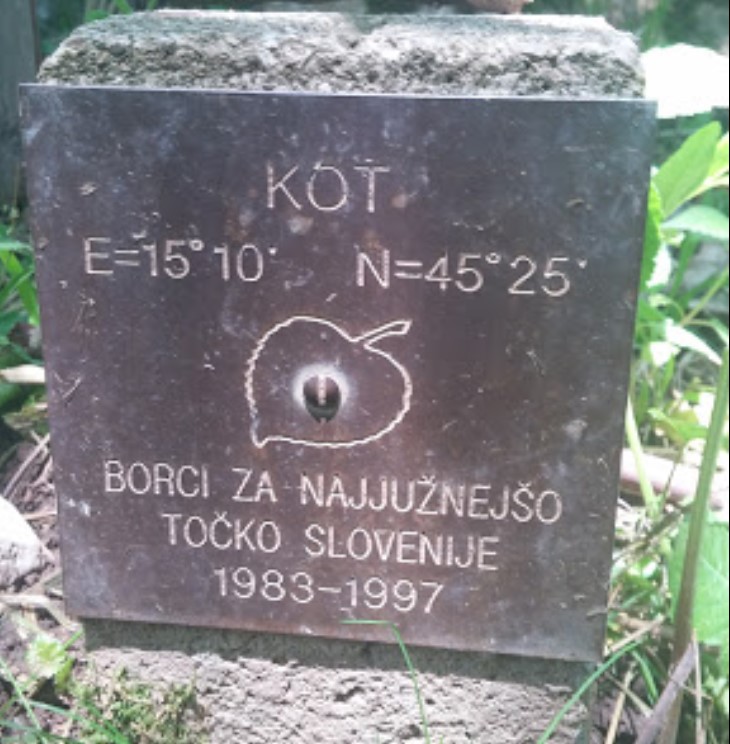 KOT
E=15°10' N=45°25'
BORCI ZA NAJJUŽNEJŠO
TOČKO SLOVENIJE
1983-1997